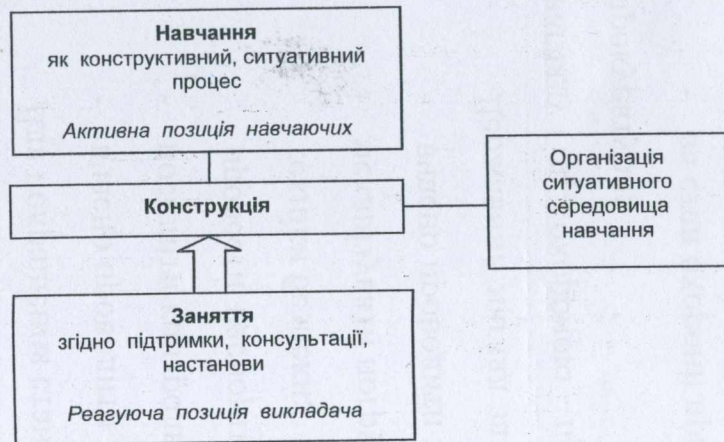 Навчання
як конструктивний, ситуативний
процес
Активна позиція навчаючих
Конструкція
Організація
ситуативного
середовища
навчання
Заняття
згідно підтримки, консультації,
настанови
Реагуюча позиція викладача